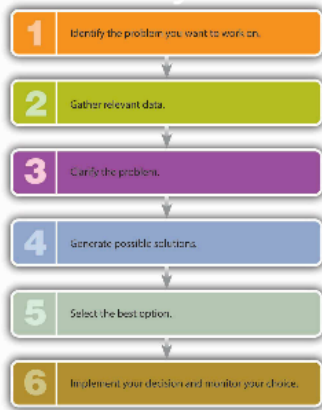 1 Identify the problem you want to work on.
2 Gather relevant data.
3 Clarify the problem.
4 Generate possible solutions.
5 Select the best option.
6 Implement your decision and monitor your choice.